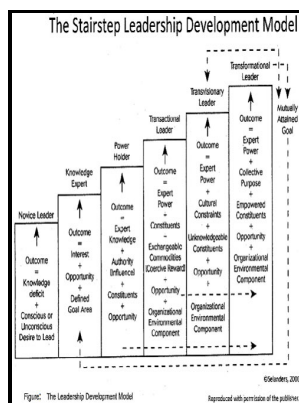 The Stairstep Leadership Development Model
Transformational
Leader
Transvisionary
Leader
Mutually
Attained
Goal
Transactional
Leader
Power
Holder
Knowledge
Expert
Novice Leader
Outcome
=
Knowledge
deficit
+
Conscious or
Unconscious
Desire to Lead
Outcome
=
Interest
+
Opportunity
+
Defined
Goal Area
Outcome
=
Expert
Knowledge
+
Authority
(Influence)
+
Constituents
+
Opportunity
Outcome
=
Expert
Power
+
Constituents
+
Exchangeable
Commodities
(Coercive Reward)
+
Opportunity
+
Organizational
Environmental
Component
Outcome
=
Expert
Power
+
Cultural
Constraints
+
Unknowledgeable
Constituents
+
Opportunity
+
Organizational
Environmental
Component
Outcome
=
Expert
Power
+
Collective
Purpose
+
Empowered
Constituents
+
Opportunity
+
Organizational
Environmental
Component
©Selanders, 2000
Figure: The Leadership Development Model
Reproduced with permission of the published